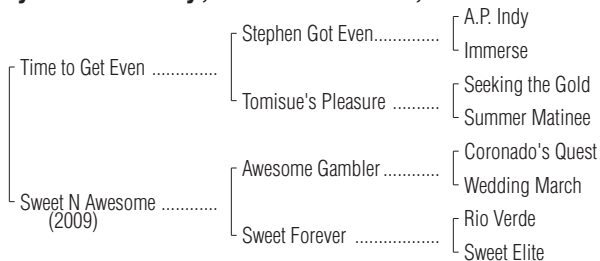 A.P. Indy
Stephen Got Even..............
Immerse
Time to Get Even .............
Seeking the Gold
Tomisue's Pleasure ..........
Summer Matinee
Coronado's Quest
Awesome Gambler............
Wedding March
Sweet N Awesome ...........
(2009)
Rio Verde
Sweet Forever ..................
Sweet Elite